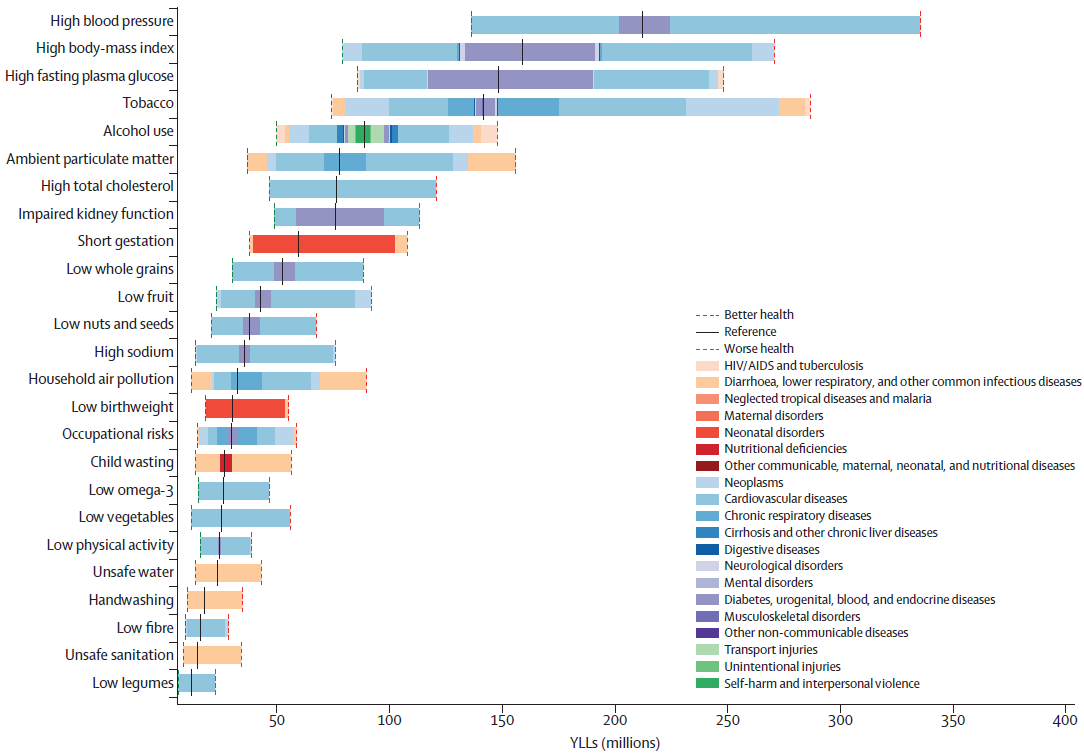 High blood pressure
High body-mass index
High fasting plasma glucose
Tobacco
Alcohol use
Ambient particulate matter
High total cholesterol
Impaired kidney function
Short gestation
Low whole grains
Low fruit
Low nuts and seeds
High sodium
Household air pollution
Low birthweight
Occupational risks
Child wasting
Low omega-3
Low vegetables
Low physical activity
Unsafe water
Handwashing
Low fibre
Unsafe sanitation
Low legumes
Better health
Reference
Worse health
HIV/AIDS and tuberculosis
Diarrhoea, lower respiratory, and other common infectious diseases
Neglected tropical diseases and malaria
Maternal disorders
Neonatal disorders
Nutritional deficiencies
Other communicable, maternal, neonatal, and nutritional diseases
Neoplasms
Cardiovascular diseases
Chronic respiratory diseases
Cirrhosis and other chronic liver diseases
Digestive diseases
Neurological disorders
Mental disorders
Diabetes, urogenital, blood, and endocrine diseases
Musculoskeletal disorders
Other non-communicable diseases
Transport injuries
Unintentional injuries
Self-harm and interpersonal violence
50 100 150 200 250 300 350 400
YLLs (millions)